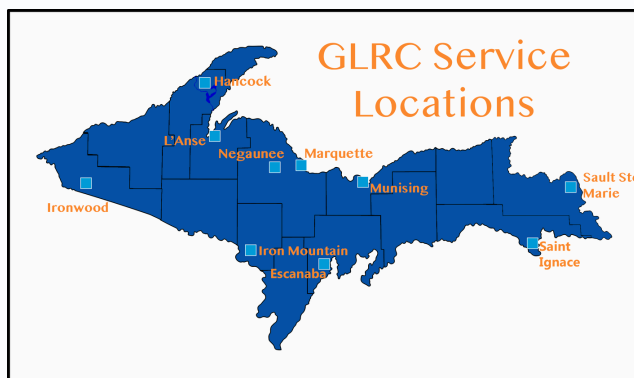 GLRC Service
Locations
Hancock
L'Anse
Negaunee
Marquette
Munising
Sault Ste
Marie
Ironwood
Iron Mountain
Escanaba
Saint
Ignace